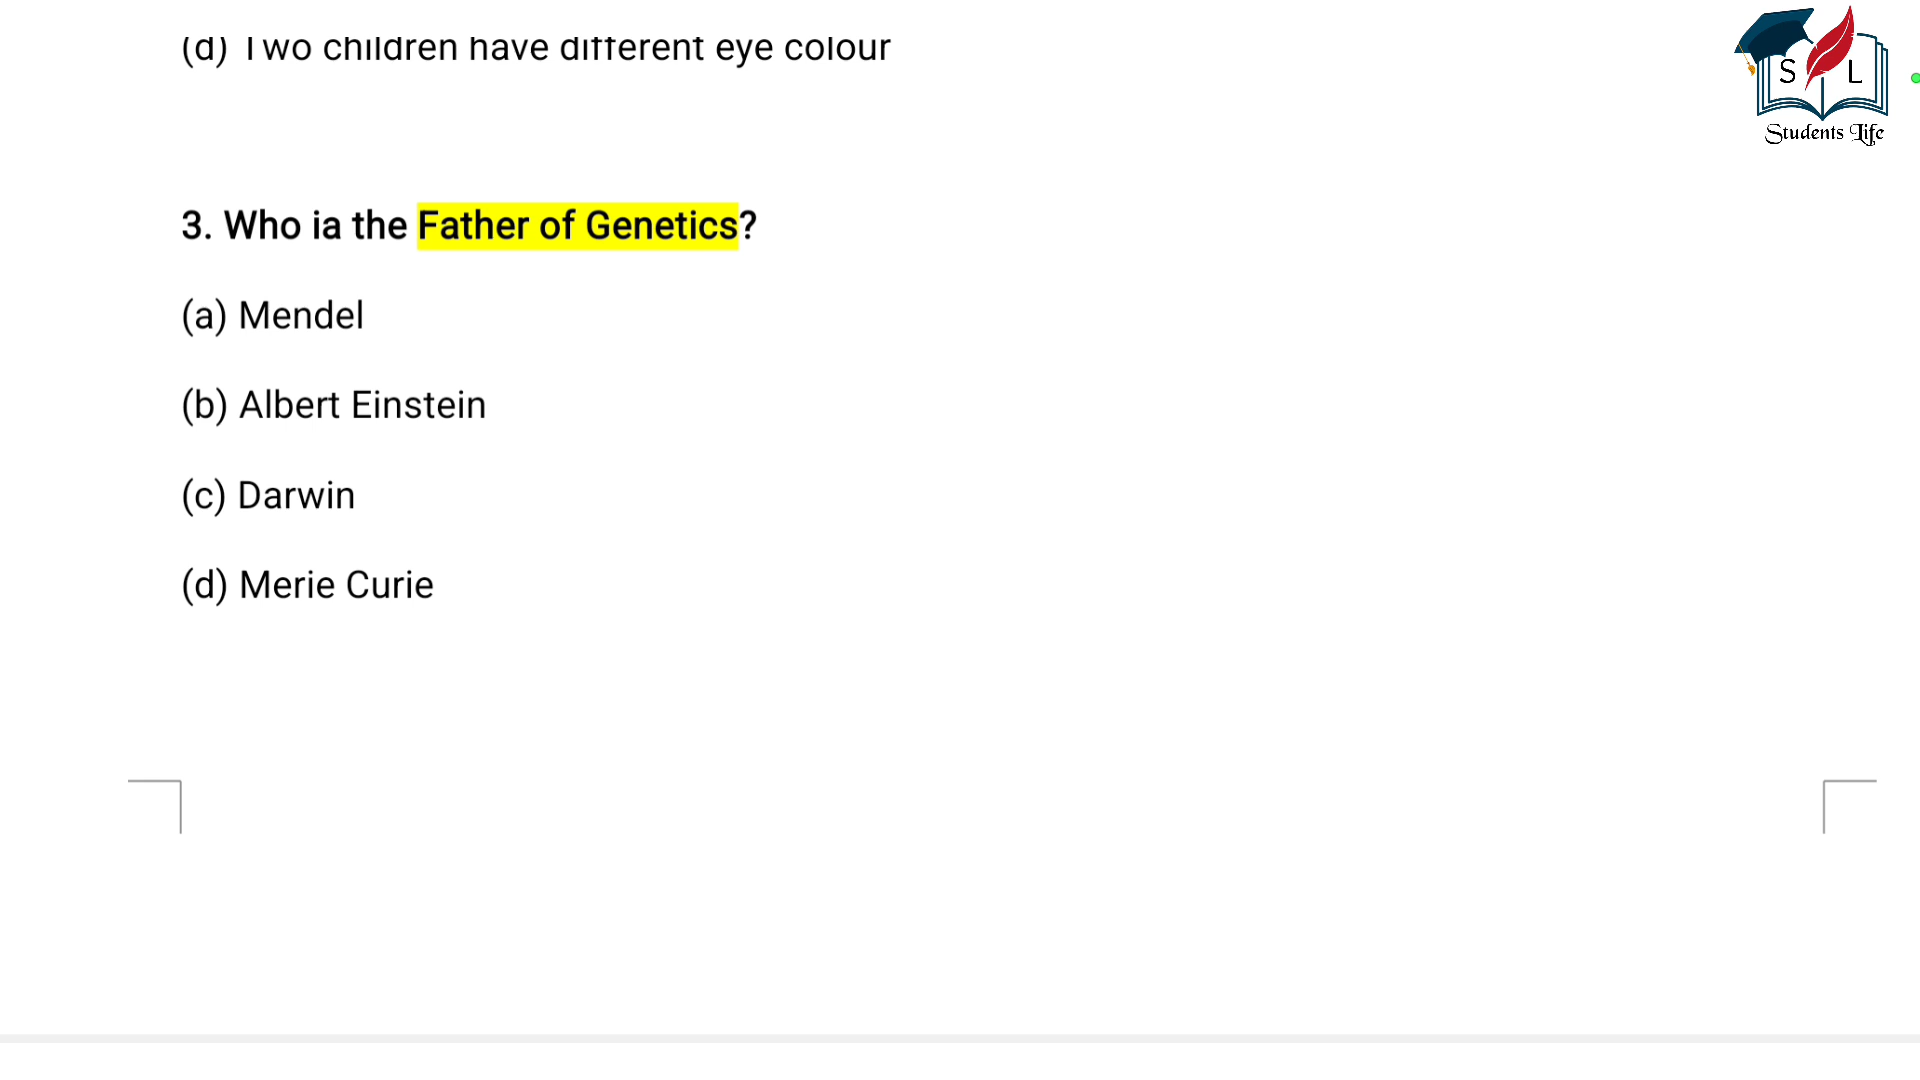 (d) Two children have different eye colour
S L
Students Life
3. Who ia the Father of Genetics?
(a) Mendel
(b) Albert Einstein
(c) Darwin
(d) Merie Curie